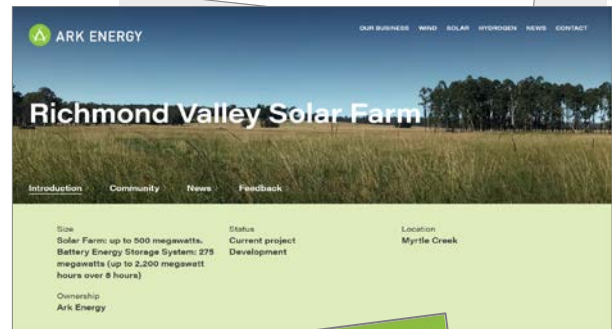 ARK ENERGY
OUR BUSINESS WIND SOLAR HYDROGEN NEWS CONTACT
Richmond Valley Solar Farm
Introduction Community News Feedback
Size
Solar Farm: up to 500 megawatts.
Battery Energy Storage System: 275
megawatts (up to 2,200 megawatt
hours over 8 hours)
Status
Current project
Development
Location
Myrtle Creek
Ownership
Ark Energy